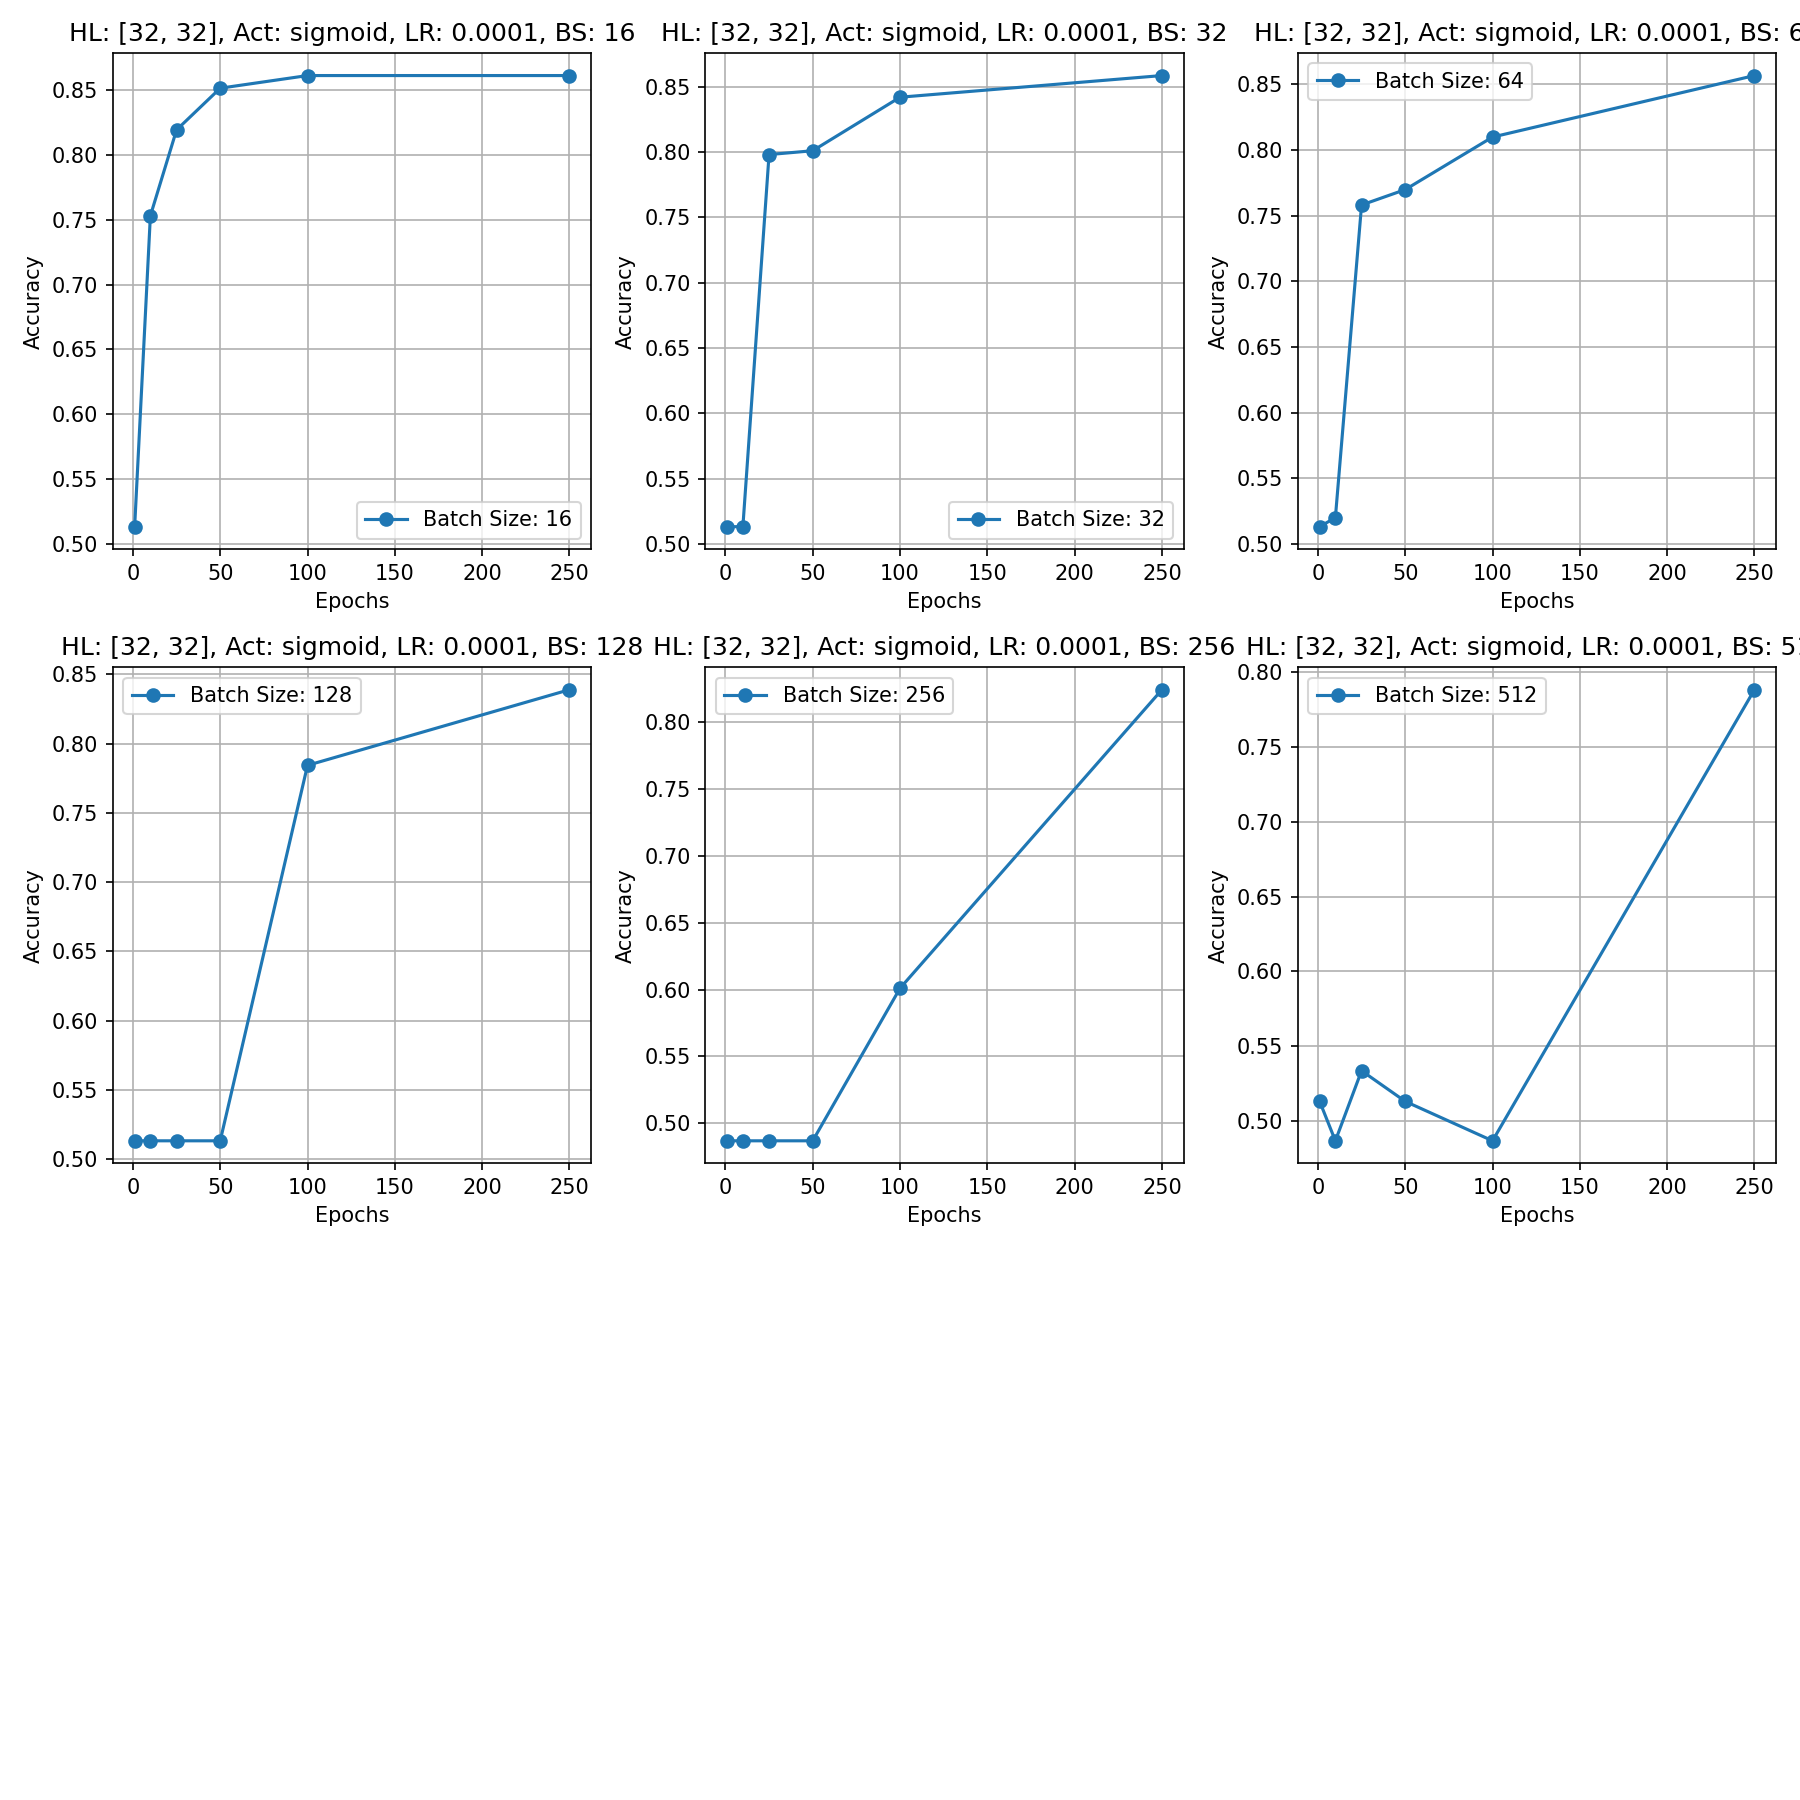 HL: [32, 32], Act: sigmoid, LR: 0.0001, BS: 16
0.85
0.80
0.75
0.70
0.65
0.60
0.55
0.50
Accuracy
Batch Size: 16
0 50 100 150 200 250
Epochs
HL: [32, 32], Act: sigmoid, LR: 0.0001, BS: 32
0.85
0.80
0.75
0.70
0.65
0.60
0.55
0.50
Accuracy
Batch Size: 32
0 50 100 150 200 250
Epochs
HL: [32, 32], Act: sigmoid, LR: 0.0001, BS: 6
Batch Size: 64
0.85
0.80
0.75
0.70
0.65
0.60
0.55
0.50
Accuracy
0 50 100 150 200 250
Epochs
HL: [32, 32], Act: sigmoid, LR: 0.0001, BS: 128
Batch Size: 128
0.85
0.80
0.75
0.70
0.65
0.60
0.55
0.50
Accuracy
0 50 100 150 200 250
Epochs
HL: [32, 32], Act: sigmoid, LR: 0.0001, BS: 256
Batch Size: 256
0.80
0.75
0.70
0.65
0.60
0.55
0.50
Accuracy
0 50 100 150 200 250
Epochs
HL: [32, 32], Act: sigmoid, LR: 0.0001, BS: 51
Batch Size: 512
0.80
0.75
0.70
0.65
0.60
0.55
0.50
Accuracy
0 50 100 150 200 250
Epochs